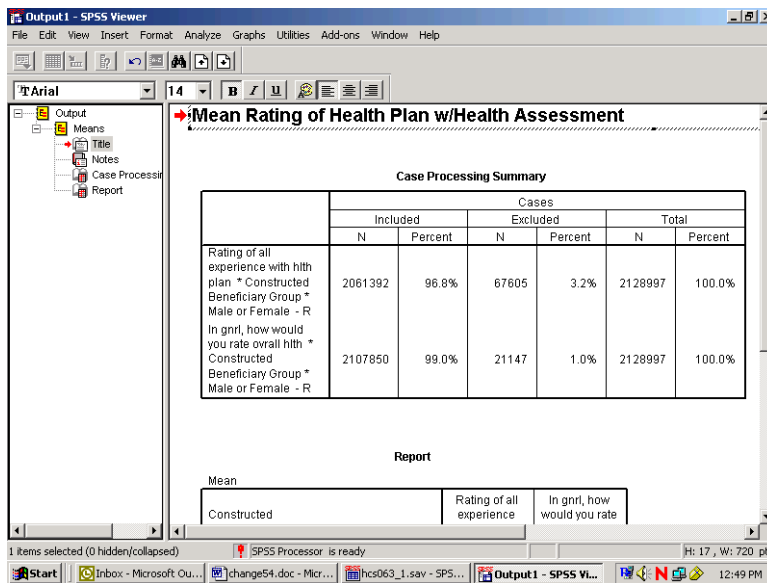 Output1 - SPSS Viewer
File Edit View Insert Format Analyze Graphs Utilities Add-ons Window Help
Arial 14 B I U
Output
Means
Title
Notes
Case Processin
Report
Mean Rating of Health Plan w/Health Assessment
Case Processing Summary
Cases
Included Excluded Total
N Percent N Percent N Percent
Rating of all
experience with hlth
plan * Constructed
Beneficiary Group *
Male or Female - R
2061392 96.8% 67605 3.2% 2128997 100.0%
In gnrl, how would
you rate ovrall hlth *
Constructed
Beneficiary Group *
Male or Female - R
2107850 99.0% 21147 1.0% 2128997 100.0%
Report
Mean
Constructed
Rating of all
experience
In gnrl, how
would you rate
1 items selected (0 hidden/collapsed) SPSS Processor is ready H: 17 , W: 720 pt
Start Inbox - Microsoft Ou... change54.doc - Micr... hcs063_1.sav - SPS... Output1 - SPSS Vi... 12:49 PM